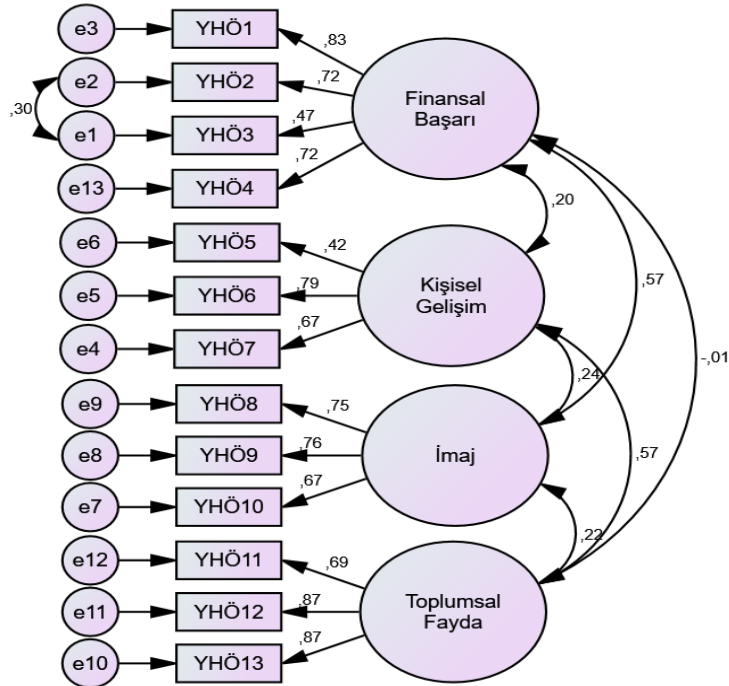 e3
YHÖ1
,83
e2
YHÖ2
,72
,30
e1
YHÖ3
,47
Finansal
Başarı
e13
YHÖ4
,72
,20
e6
YHÖ5
,42
e5
YHÖ6
,79
Kişisel
Gelişim
,57
e4
YHÖ7
,67
-,01
e9
YHÖ8
,75
,24
e8
YHÖ9
,76
İmaj
,57
e7
YHÖ10
,67
,22
e12
YHÖ11
,69
e11
YHÖ12
,87
Toplumsal
Fayda
e10
YHÖ13
,87